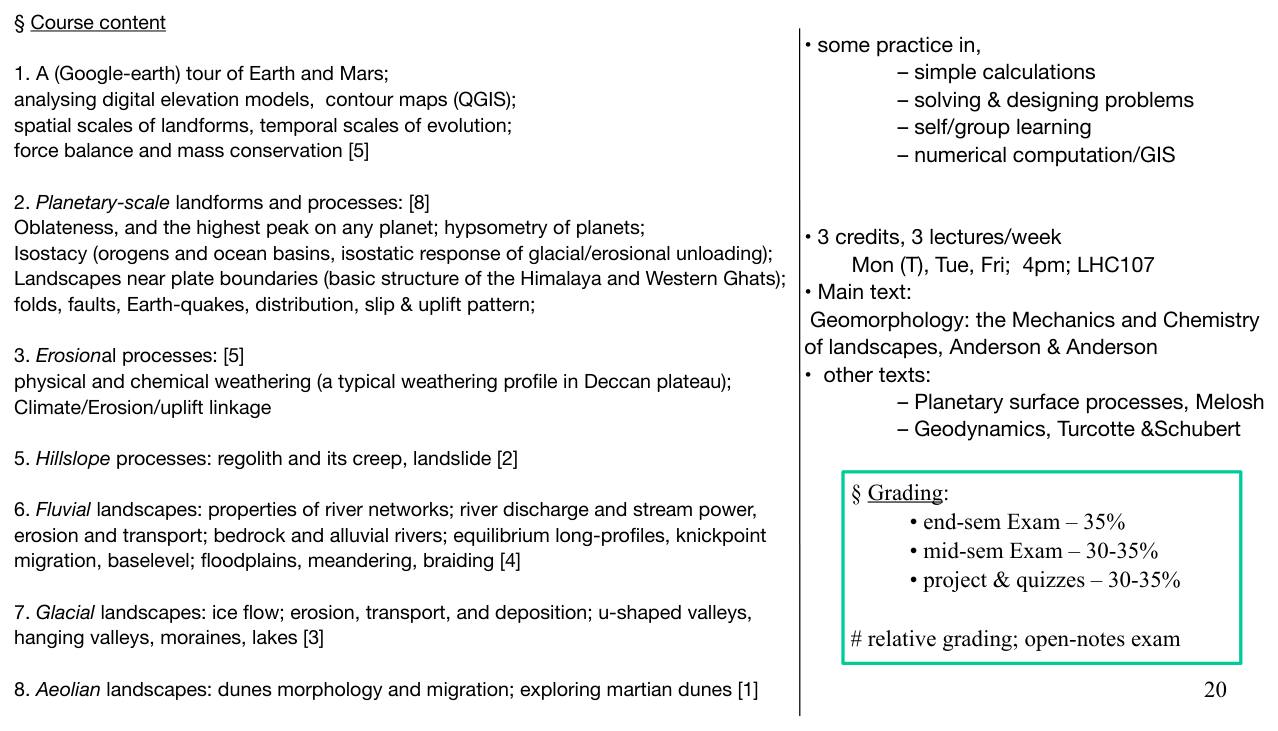 § Course content
1. A (Google-earth) tour of Earth and Mars;
analysing digital elevation models,  contour maps (QGIS);
spatial scales of landforms, temporal scales of evolution;
force balance and mass conservation [5]
2. Planetary-scale landforms and processes: [8]
Oblateness, and the highest peak on any planet; hypsometry of planets;
Isostacy (orogens and ocean basins, isostatic response of glacial/erosional unloading);
Landscapes near plate boundaries (basic structure of the Himalaya and Western Ghats);
folds, faults, Earth-quakes, distribution, slip & uplift pattern;
3. Erosional processes: [5]
physical and chemical weathering (a typical weathering profile in Deccan plateau);
Climate/Erosion/uplift linkage
5. Hillslope processes: regolith and its creep, landslide [2]
6. Fluvial landscapes: properties of river networks; river discharge and stream power,
erosion and transport; bedrock and alluvial rivers; equilibrium long-profiles, knickpoint
migration, baselevel; floodplains, meandering, braiding [4]
7. Glacial landscapes: ice flow; erosion, transport, and deposition; u-shaped valleys,
hanging valleys, moraines, lakes [3]
8. Aeolian landscapes: dunes morphology and migration; exploring martian dunes [1]
• some practice in,
– simple calculations
– solving & designing problems
– self/group learning
– numerical computation/GIS
• 3 credits, 3 lectures/week
Mon (T), Tue, Fri;  4pm; LHC107
• Main text:
Geomorphology: the Mechanics and Chemistry
of landscapes, Anderson & Anderson
•  other texts:
– Planetary surface processes, Melosh
– Geodynamics, Turcotte &Schubert
§ Grading:
• end-sem Exam – 35%
• mid-sem Exam – 30-35%
• project & quizzes – 30-35%
# relative grading; open-notes exam
20